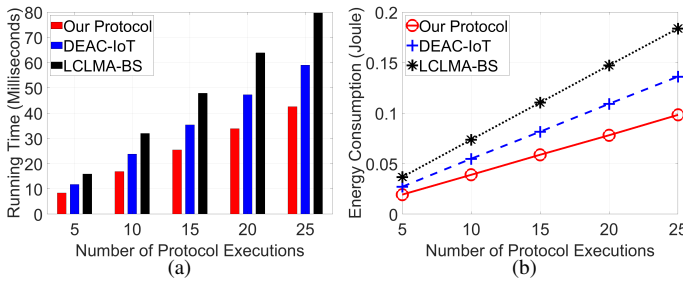 Running Time (Milliseconds)
80
70
60
50
40
30
20
10
0
Our Protocol
DEAC-IoT
LCLMA-BS
5
10
15
20
25
Number of Protocol Executions
(a)
Energy Consumption (Joule)
0.2
0.15
0.1
0.05
0
Our Protocol
DEAC-IoT
LCLMA-BS
5
10
15
20
25
Number of Protocol Executions
(b)